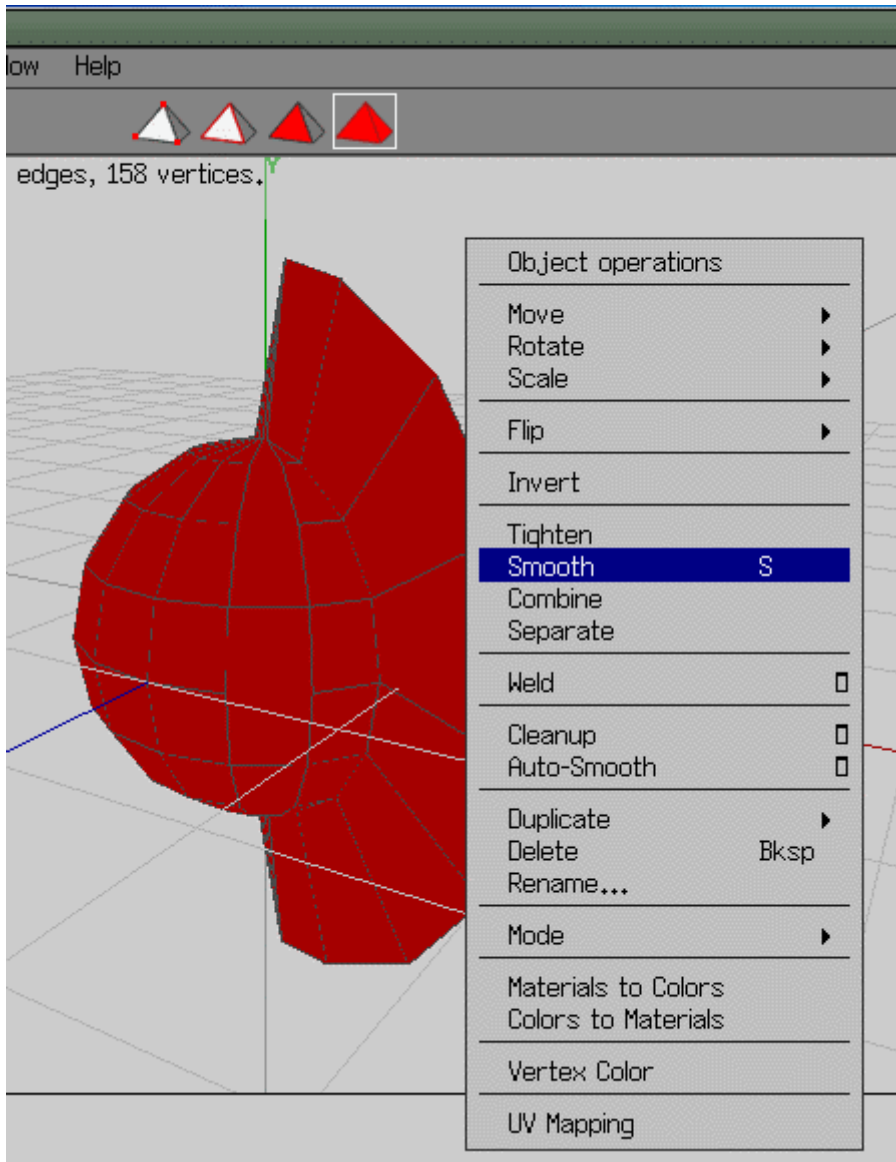 low Help
edges, 158 vertices.
Y
Object operations
Move
Rotate
Scale
Flip
Invert
Tighten
Smooth S
Combine
Separate
Weld
Cleanup
Auto-Smooth
Duplicate
Delete Bksp
Rename...
Mode
Materials to Colors
Colors to Materials
Vertex Color
UV Mapping